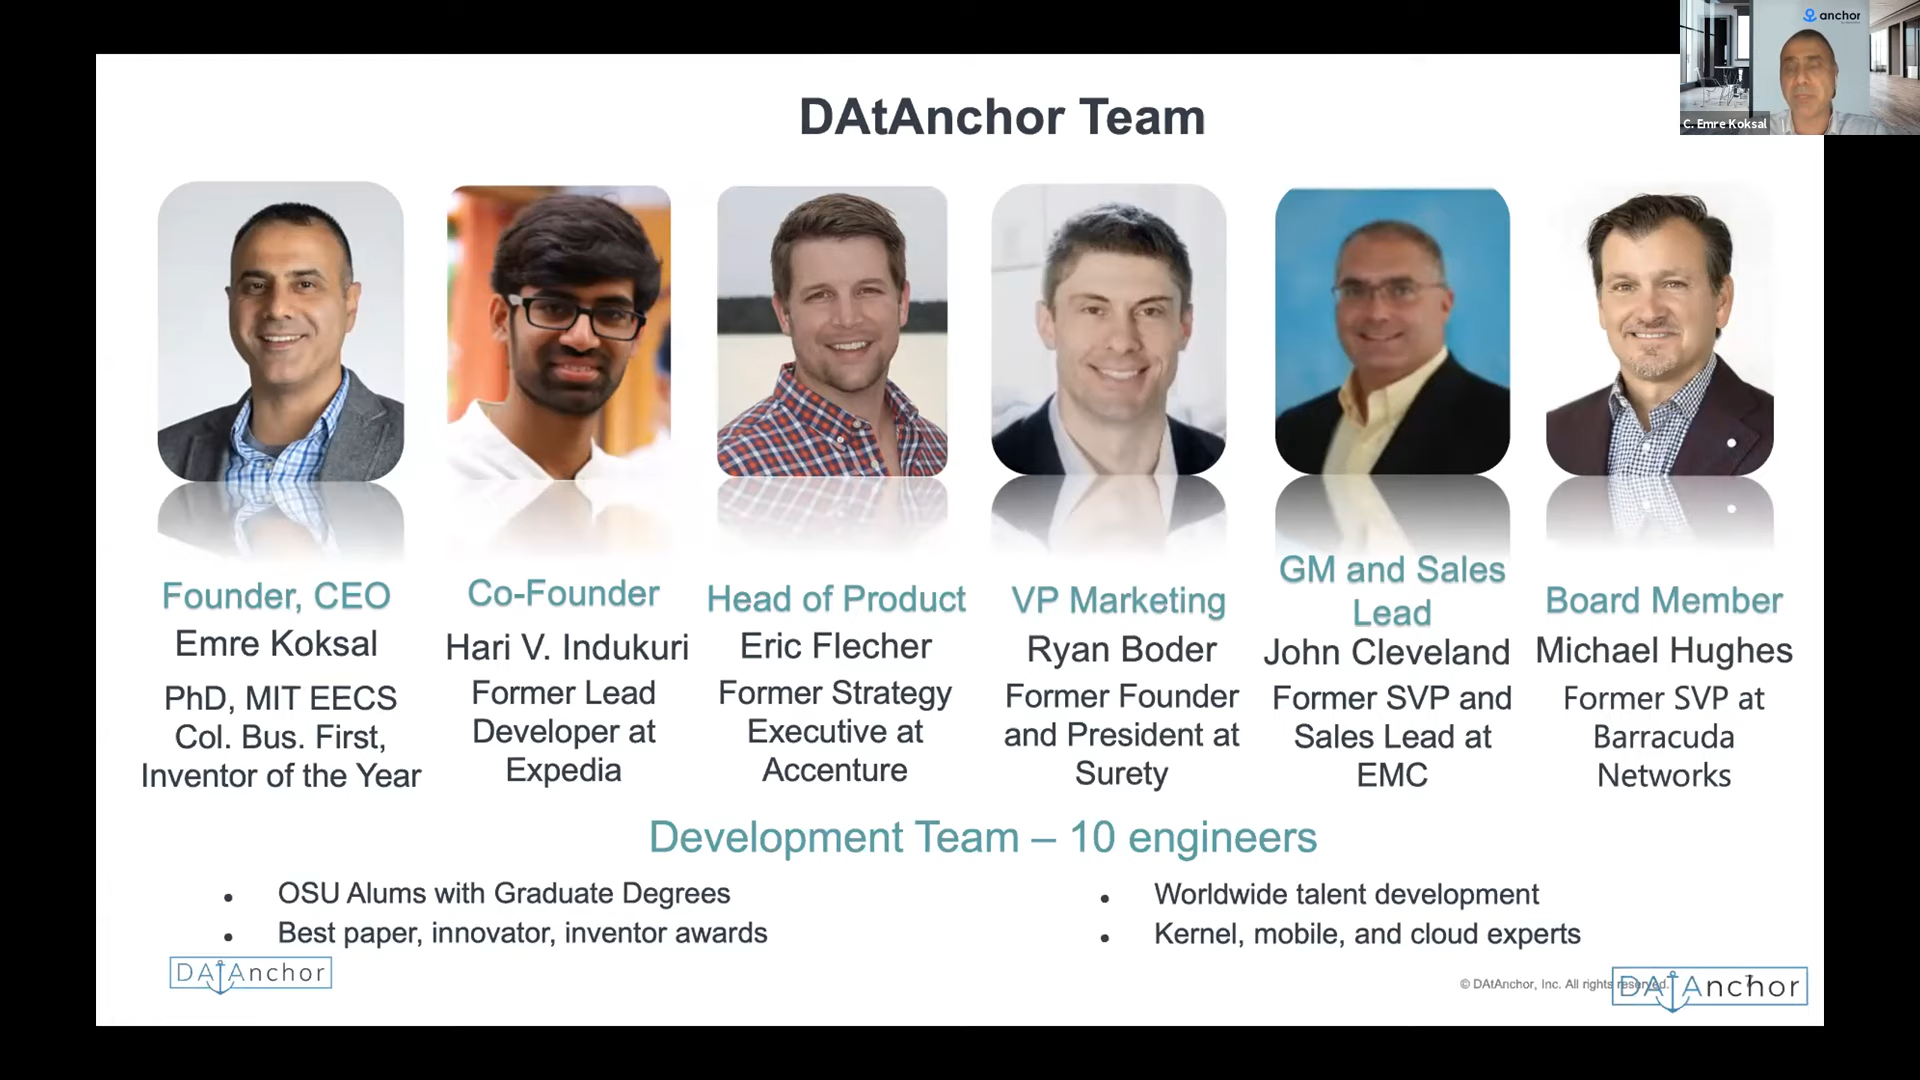 anchor
C. Emre Koksal
DAtAnchor Team
Founder, CEO
Emre Koksal
PhD, MIT EECS
Col. Bus. First,
Inventor of the Year
Co-Founder
Hari V. Indukuri
Former Lead
Developer at
Expedia
Head of Product
Eric Flecher
Former Strategy
Executive at
Accenture
VP Marketing
Ryan Boder
Former Founder
and President at
Surety
GM and Sales
Lead
John Cleveland
Former SVP and
Sales Lead at
EMC
Board Member
Michael Hughes
Former SVP at
Barracuda
Networks
Development Team – 10 engineers
• OSU Alums with Graduate Degrees
• Best paper, innovator, inventor awards
• Worldwide talent development
• Kernel, mobile, and cloud experts
DAtAnchor
© DAtAnchor, Inc. All rights reserved.
DAtAnchor